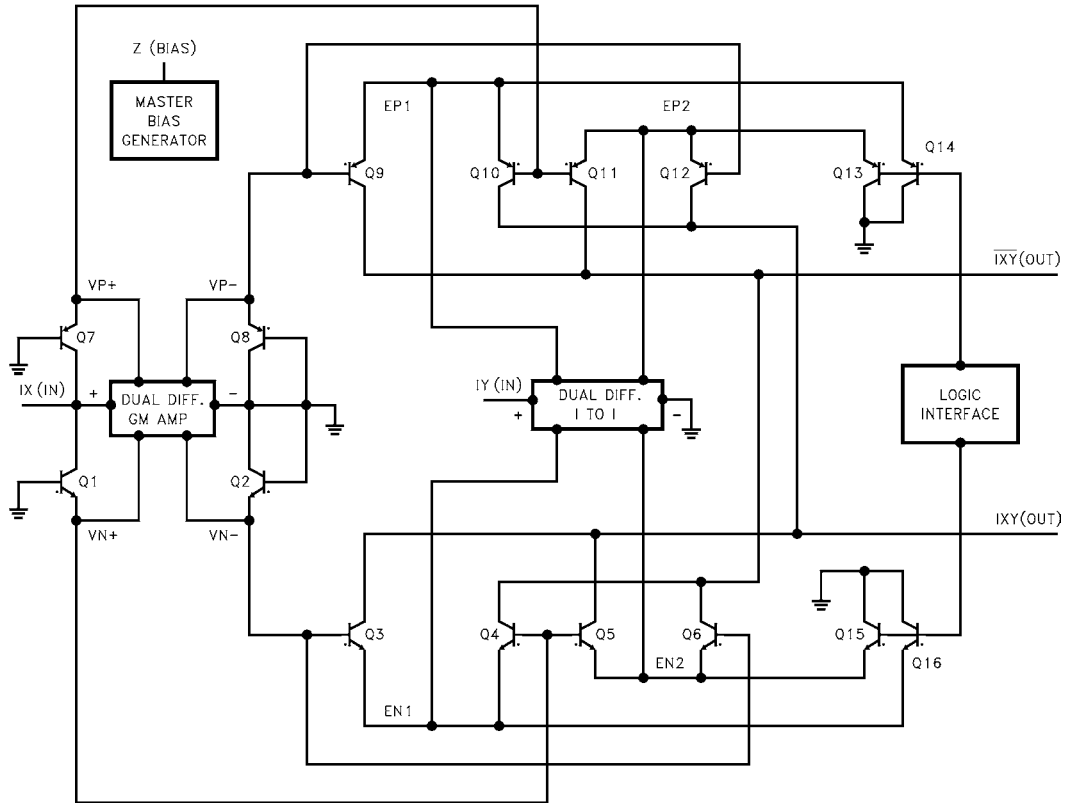 Z (BIAS)
MASTER
BIAS
GENERATOR
EP1
EP2
Q9
Q10
Q11
Q12
Q13
Q14
IXY(OUT)
VP+
VP-
Q7
Q8
IX (IN)
+
DUAL DIFF.
GM AMP
-
IY (IN)
+
DUAL DIFF.
I TO I
-
LOGIC
INTERFACE
Q1
Q2
VN+
VN-
IXY(OUT)
Q3
Q4
Q5
Q6
Q15
Q16
EN2
EN1